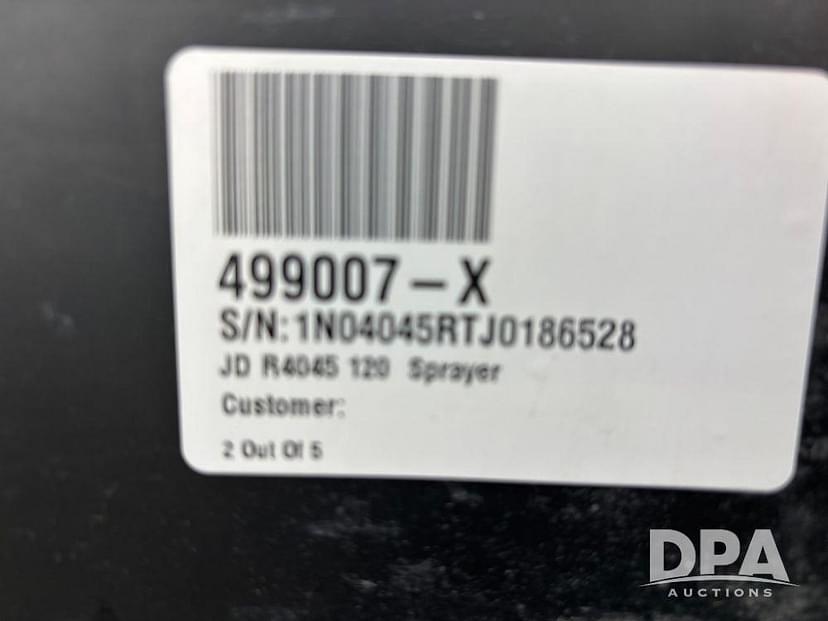 499007-X
S/N:1N04045RTJ0186528
JD R4045 120 Sprayer
Customer:
2 Out Of 5
DPA
AUCTIONS